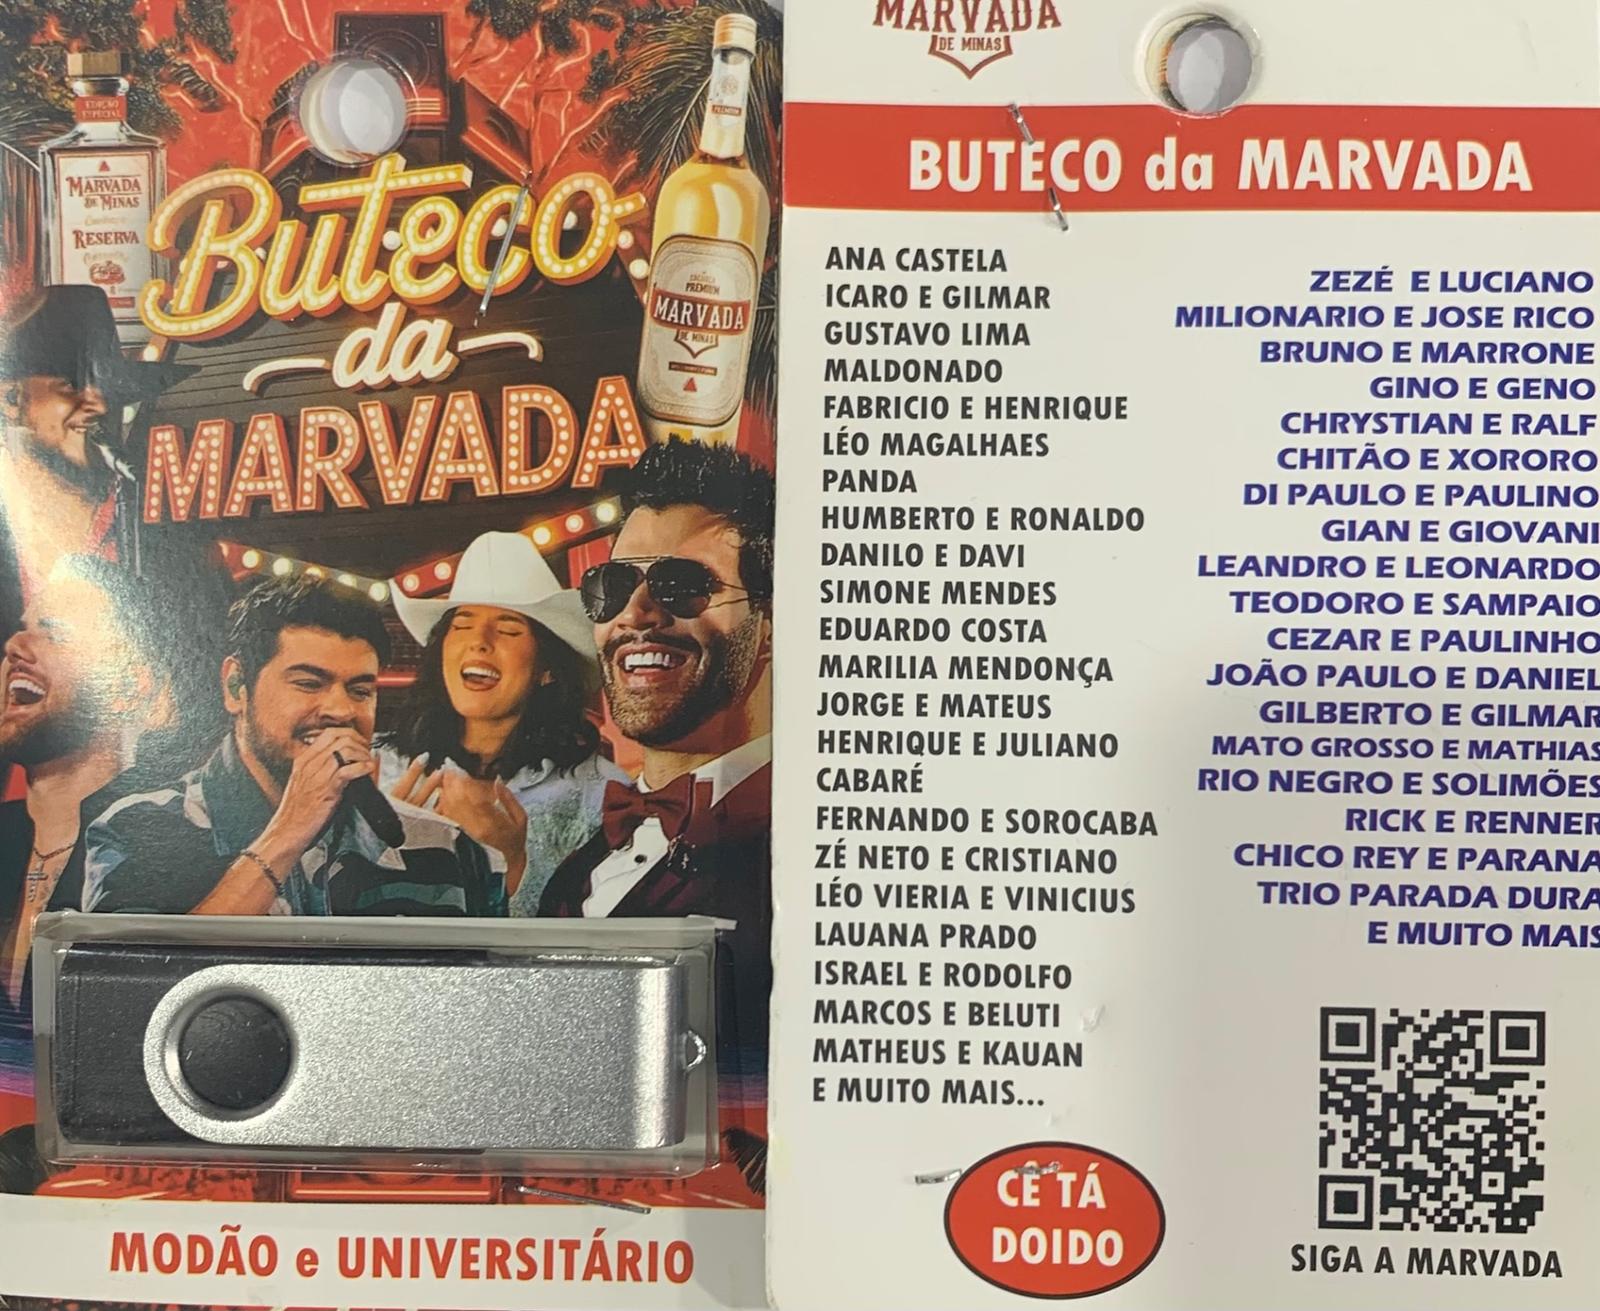 EDIÇÃO
ESPECIAL
MARVADA
DE MINAS
RESERVA
PREMIUM
CACHAÇA
PREMIUM
MARVADA
DE MINAS
Buteco
da
MARVADA
MODÃO e UNIVERSITÁRIO
MARVADA
DE MINAS
BUTECO da MARVADA
ANA CASTELA
ICARO E GILMAR
GUSTAVO LIMA
MALDONADO
FABRICIO E HENRIQUE
LÉO MAGALHAES
PANDA
HUMBERTO E RONALDO
DANILO E DAVI
SIMONE MENDES
EDUARDO COSTA
MARILIA MENDONÇA
JORGE E MATEUS
HENRIQUE E JULIANO
CABARÉ
FERNANDO E SOROCABA
ZÉ NETO E CRISTIANO
LÉO VIERIA E VINICIUS
LAUANA PRADO
ISRAEL E RODOLFO
MARCOS E BELUTI
MATHEUS E KAUAN
E MUITO MAIS...
ZEZÉ E LUCIANO
MILIONARIO E JOSE RICO
BRUNO E MARRONE
GINO E GENO
CHRYSTIAN E RALF
CHITÃO E XORORO
DI PAULO E PAULINO
GIAN E GIOVANI
LEANDRO E LEONARDO
TEODORO E SAMPAIO
CEZAR E PAULINHO
JOÃO PAULO E DANIEL
GILBERTO E GILMAR
MATO GROSSO E MATHIAS
RIO NEGRO E SOLIMÕES
RICK E RENNER
CHICO REY E PARANA
TRIO PARADA DURA
E MUITO MAIS
CÊ TÁ
DOIDO
SIGA A MARVADA